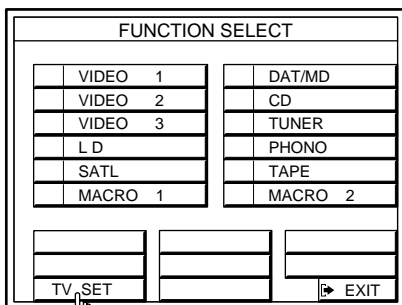 FUNCTION SELECT
VIDEO 1 DAT/MD
VIDEO 2 CD
VIDEO 3 TUNER
L D PHONO
SATL TAPE
MACRO 1 MACRO 2
TV SET EXIT